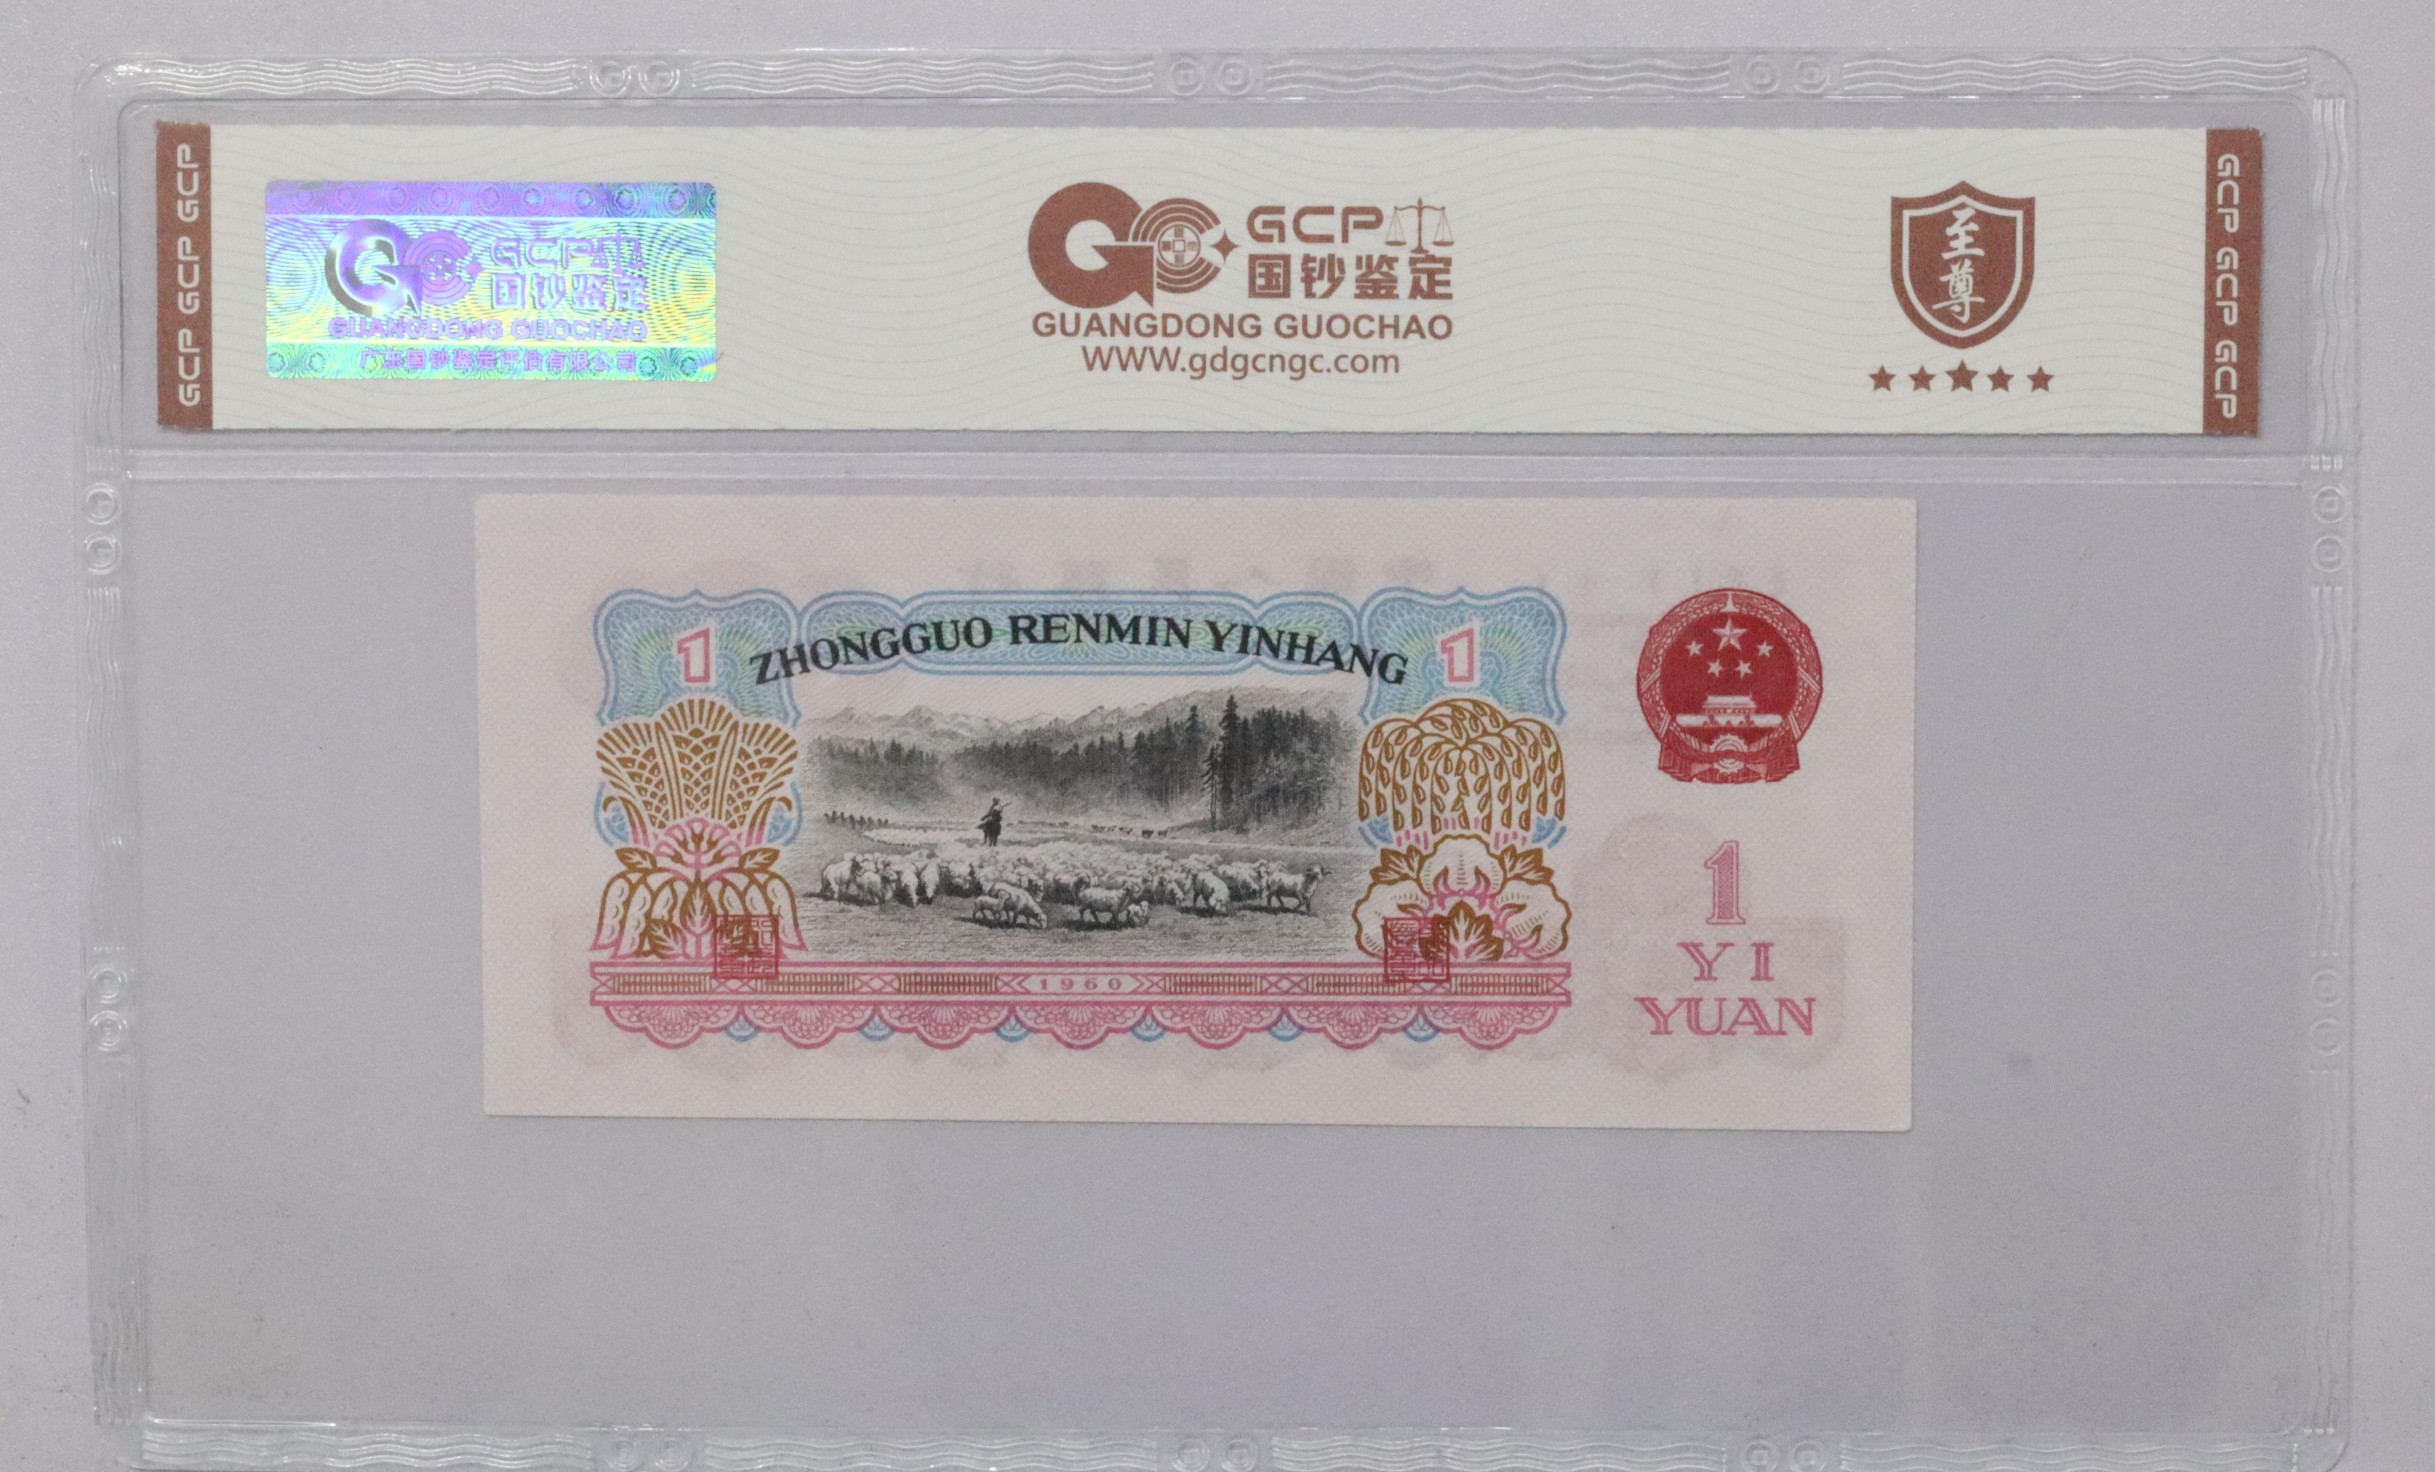 GCP GCP GCP
GCP
国钞鉴定
GUANGDONG GUOCHAO
广东国钞鉴定评估有限公司
GCP
国钞鉴定
GUANGDONG GUOCHAO
WWW.gdgcngc.com
至尊
GCP GCP GCP
1
ZHONGGUO RENMIN YINHANG
1
1960
1
YI
YUAN